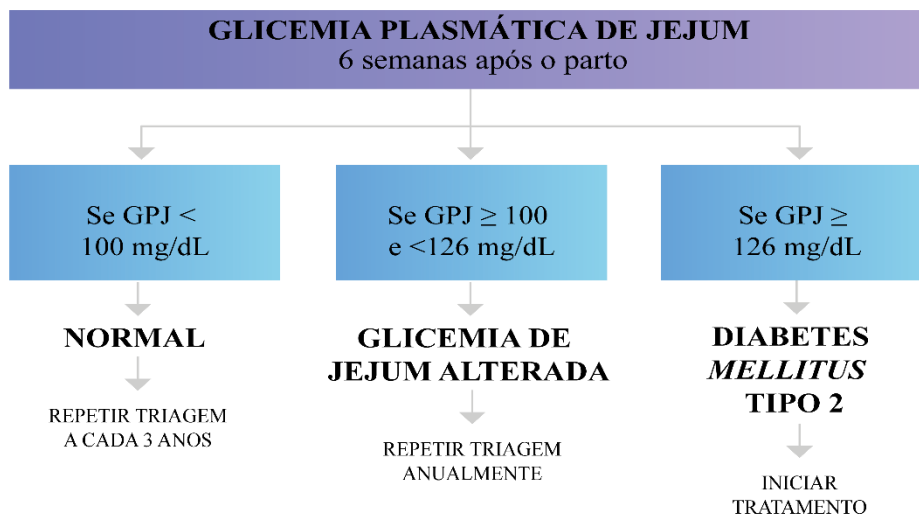 GLICEMIA PLASMÁTICA DE JEJUM
6 semanas após o parto
Se GPJ <
100 mg/dL
Se GPJ ≥ 100
e <126 mg/dL
Se GPJ ≥
126 mg/dL
NORMAL
GLICEMIA DE
JEJUM ALTERADA
DIABETES
MELLITUS
TIPO 2
REPETIR TRIAGEM
A CADA 3 ANOS
REPETIR TRIAGEM
ANUALMENTE
INICIAR
TRATAMENTO